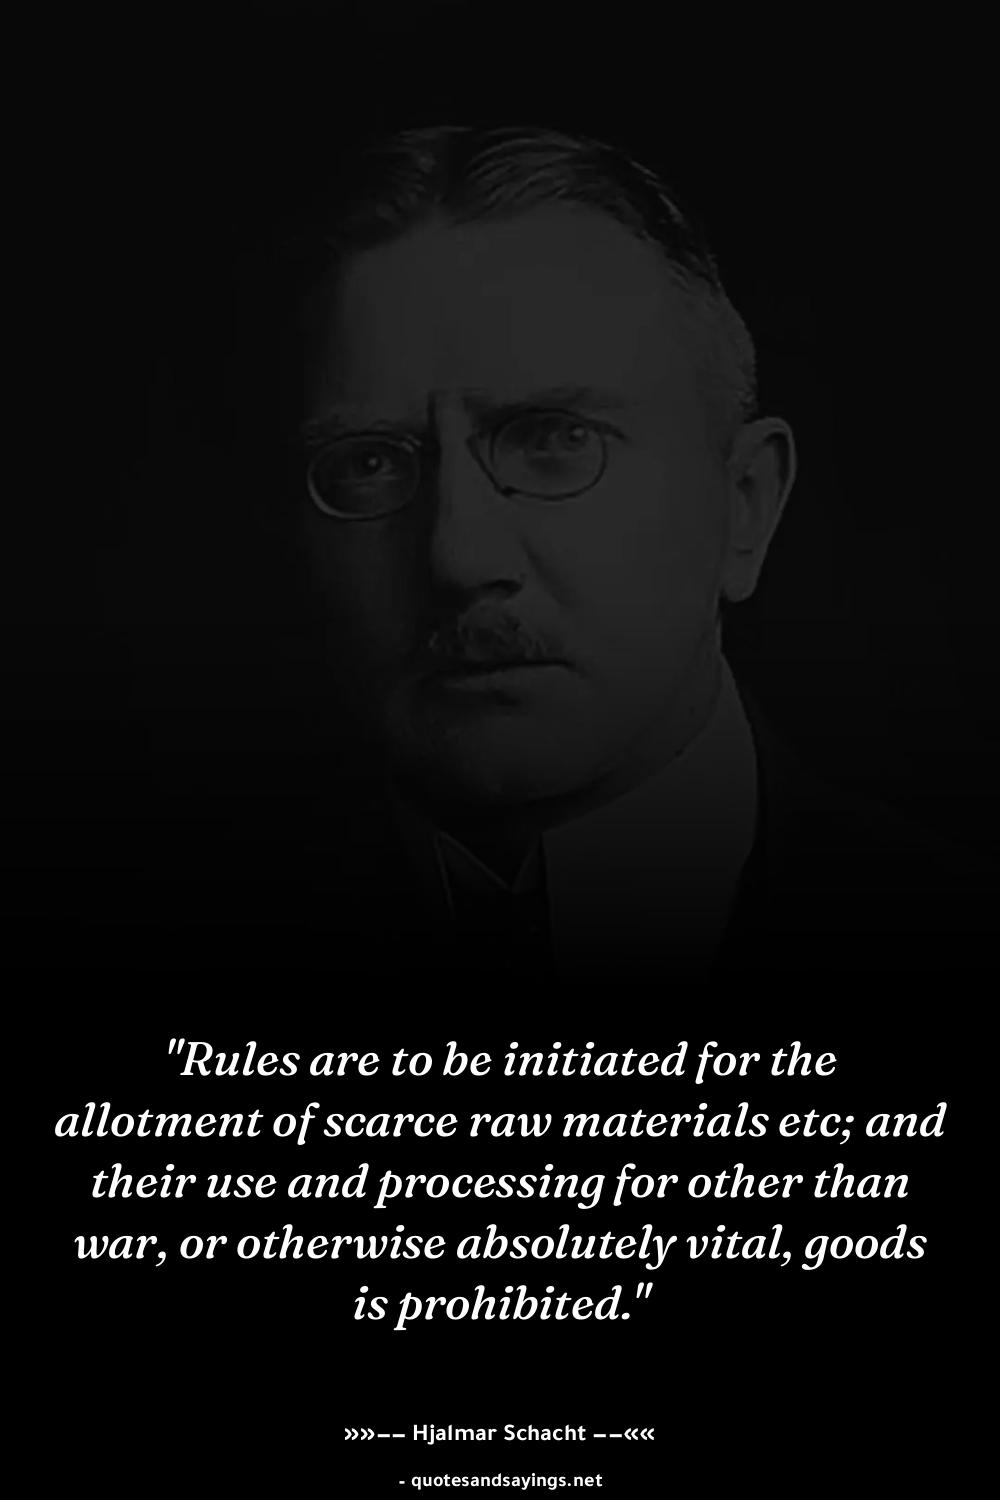 "Rules are to be initiated for the
allotment of scarce raw materials etc; and
their use and processing for other than
war, or otherwise absolutely vital, goods
is prohibited."
»»−− Hjalmar Schacht −−««
- quotesandsayings.net